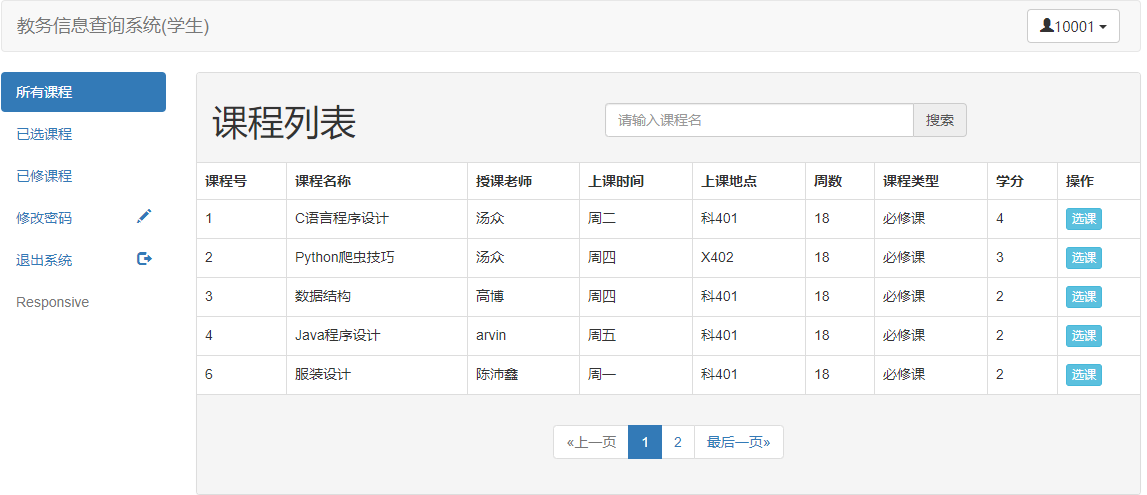 教务信息查询系统(学生)
10001
所有课程
已选课程
已修课程
修改密码
退出系统
Responsive
课程列表
请输入课程名 搜索
课程号 课程名称 授课老师 上课时间 上课地点 周数 课程类型 学分 操作
1 C语言程序设计 汤众 周二 科401 18 必修课 4 选课
2 Python爬虫技巧 汤众 周四 X402 18 必修课 3 选课
3 数据结构 高博 周四 科401 18 必修课 2 选课
4 Java程序设计 arvin 周五 科401 18 必修课 2 选课
6 服装设计 陈沛鑫 周一 科401 18 必修课 2 选课
«上一页 1 2 最后一页»